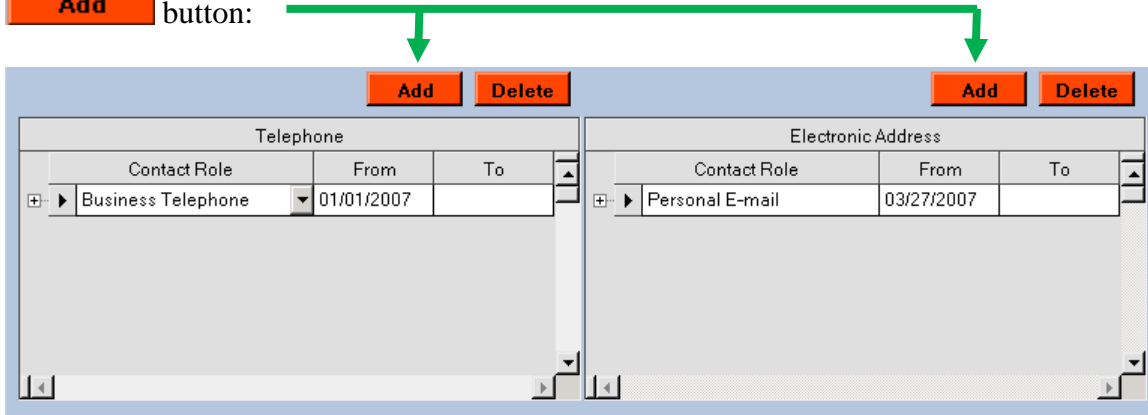 Add button:
Add Delete Add Delete
Telephone Electronic Address
Contact Role From To Contact Role From To
Business Telephone 01/01/2007 Personal E-mail 03/27/2007